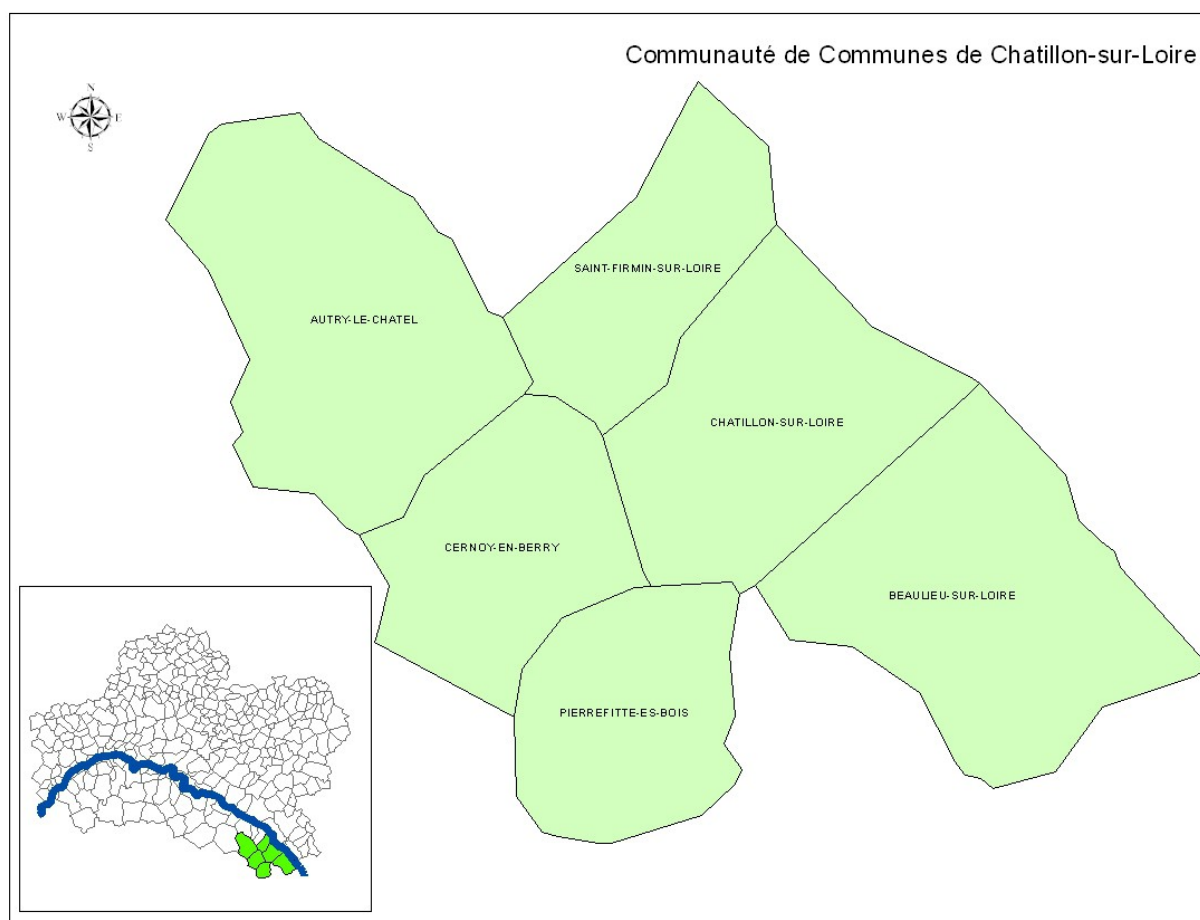 Communauté de Communes de Chatillon-sur-Loire
N
W E
S
SAINT-FIRMIN-SUR-LOIRE
AUTRY-LE-CHATEL
CHATILLON-SUR-LOIRE
CERNOY-EN-BERRY
BEAULIEU-SUR-LOIRE
PIERREFITTE-ES-BOIS